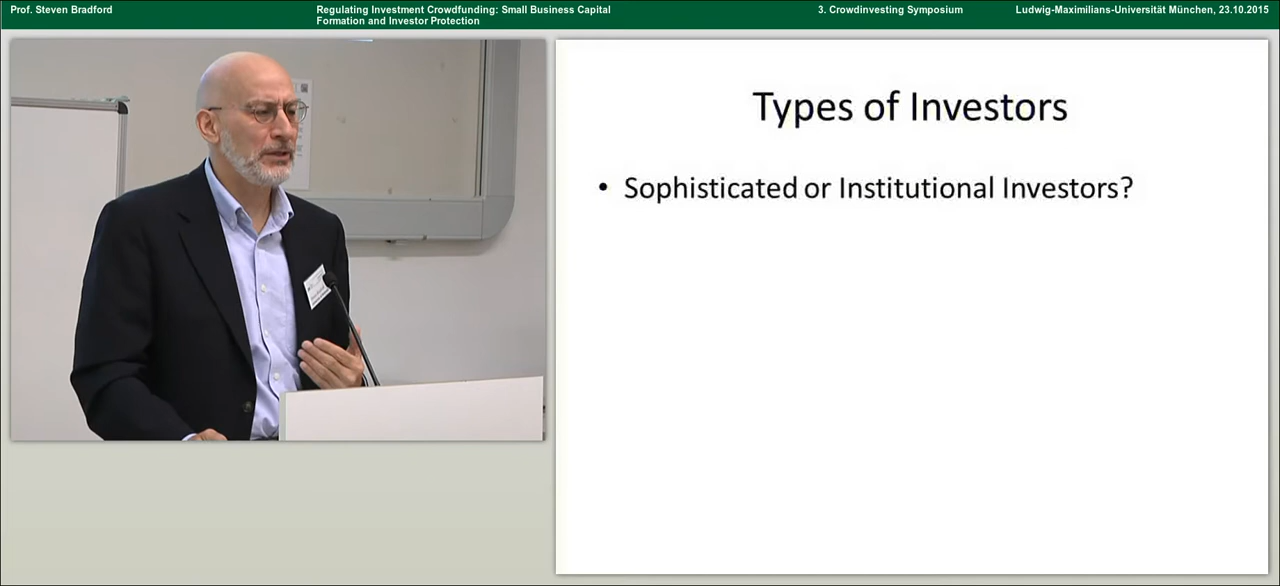 Prof. Steven Bradford
Regulating Investment Crowdfunding: Small Business Capital
Formation and Investor Protection
3. Crowdinvesting Symposium
Ludwig-Maximilians-Universität München, 23.10.2015
Types of Investors
• Sophisticated or Institutional Investors?